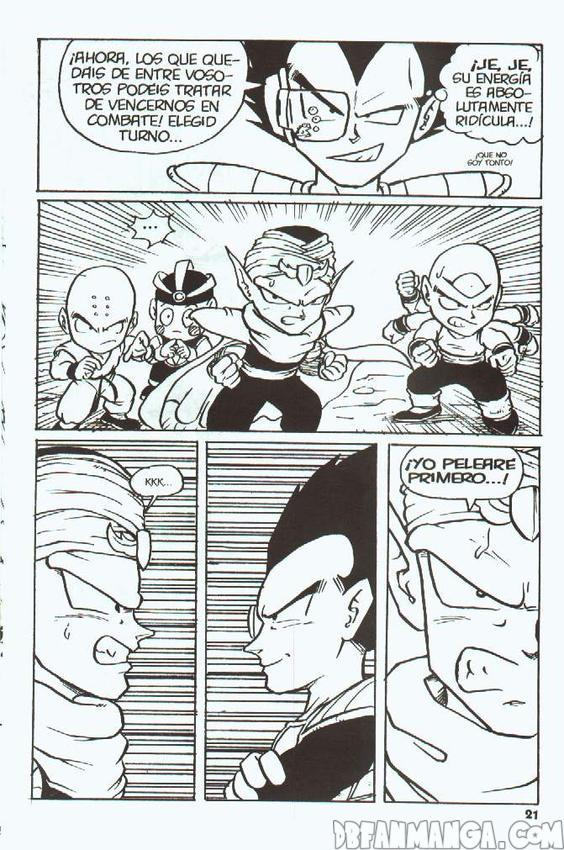 ¡AHORA, LOS QUE QUE-
DAIS DE ENTRE VOSO-
TROS PODEIS TRATAR
DE VENCERNOS EN
COMBATE! ELEGID
TURNO...
¡JE, JE,
SU ENERGÍA
ES ABSO-
LUTAMENTE
RIDÍCULA...!
¡QUE NO
SOY TONTO!
...
KKK...
¡YO PELEARE
PRIMERO...!
21
DBFANMANGA.COM